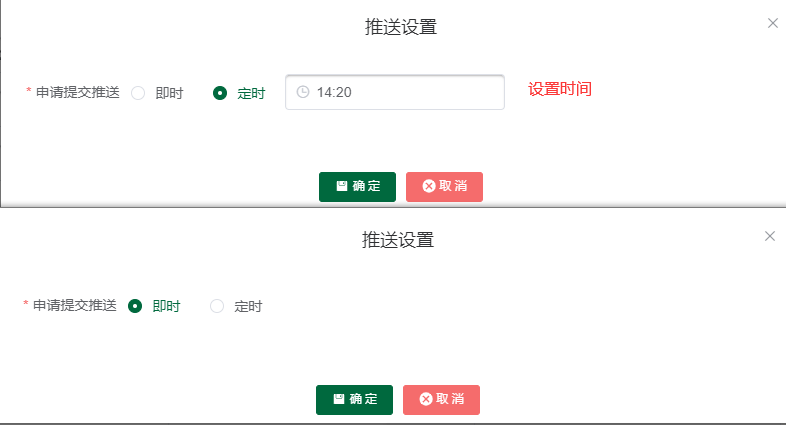 推送设置
* 申请提交推送 即时 定时 14:20 设置时间
确定 取消
推送设置
* 申请提交推送 即时 定时
确定 取消